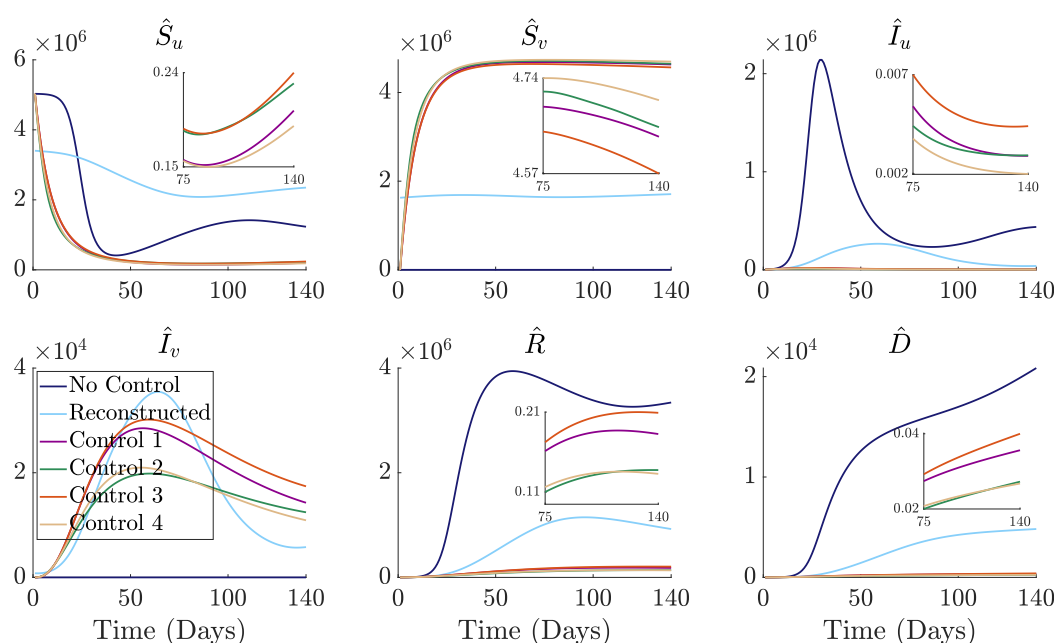 Ŝ_u
×10^6
6
4
2
0
0 50 100 140
0.24
0.15
75 140
Ŝ_v
×10^6
4
2
0
0 50 100 140
4.74
4.57
75 140
Î_u
×10^6
2
1
0
0 50 100 140
0.007
0.002
75 140
Î_v
×10^4
4
2
0
0 50 100 140
Time (Days)
No Control
Reconstructed
Control 1
Control 2
Control 3
Control 4
R̂
×10^6
4
2
0
0 50 100 140
Time (Days)
0.21
0.11
75 140
D̂
×10^4
2
1
0
0 50 100 140
Time (Days)
0.04
0.02
75 140